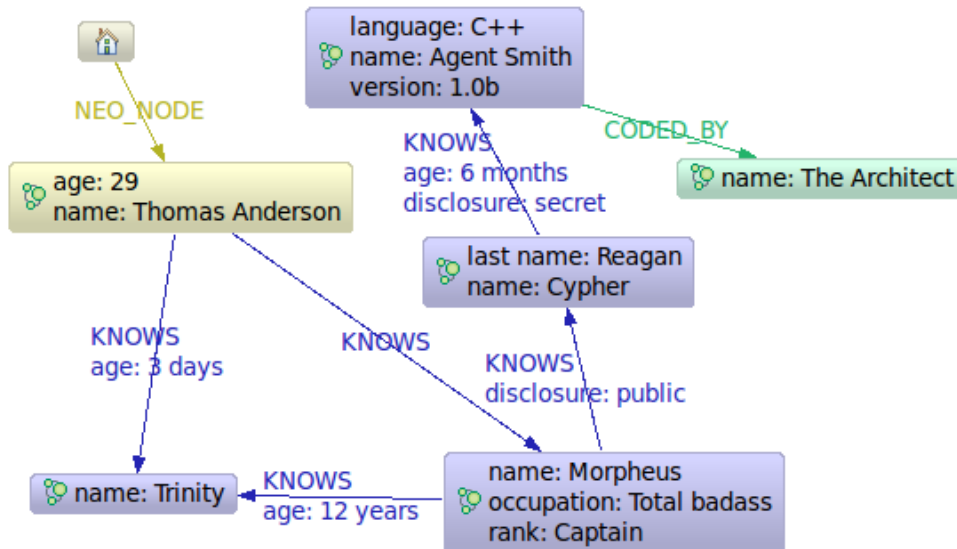 language: C++
name: Agent Smith
version: 1.0b
NEO_NODE
CODED_BY
KNOWS
age: 6 months
disclosure: secret
name: The Architect
age: 29
name: Thomas Anderson
last name: Reagan
name: Cypher
KNOWS
age: 3 days
KNOWS
KNOWS
disclosure: public
name: Trinity
KNOWS
age: 12 years
name: Morpheus
occupation: Total badass
rank: Captain